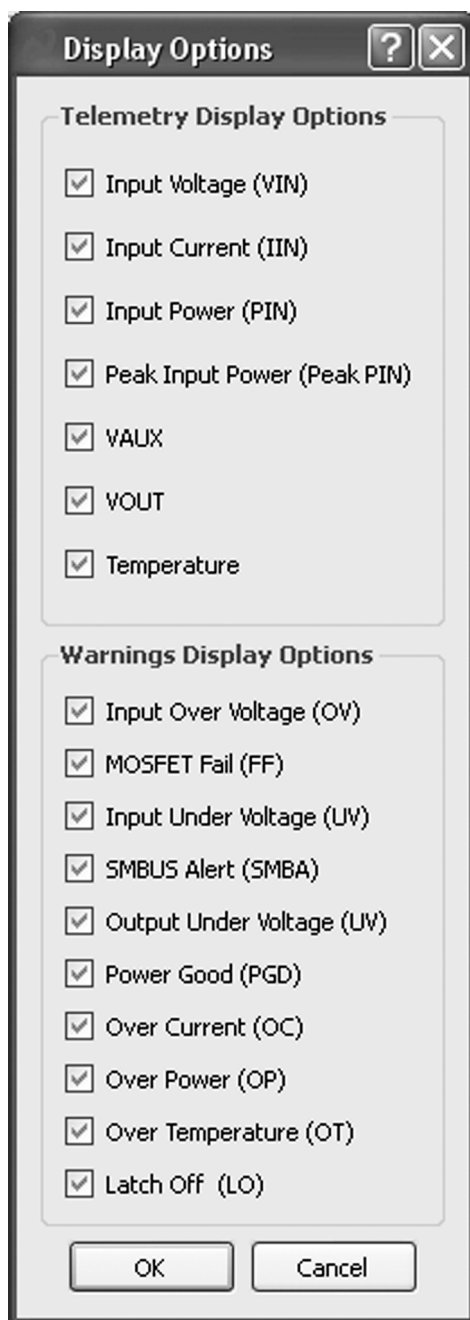 Display Options
Telemetry Display Options
Input Voltage (VIN)
Input Current (IIN)
Input Power (PIN)
Peak Input Power (Peak PIN)
VAUX
VOUT
Temperature
Warnings Display Options
Input Over Voltage (OV)
MOSFET Fail (FF)
Input Under Voltage (UV)
SMBUS Alert (SMBA)
Output Under Voltage (UV)
Power Good (PGD)
Over Current (OC)
Over Power (OP)
Over Temperature (OT)
Latch Off (LO)
OK Cancel